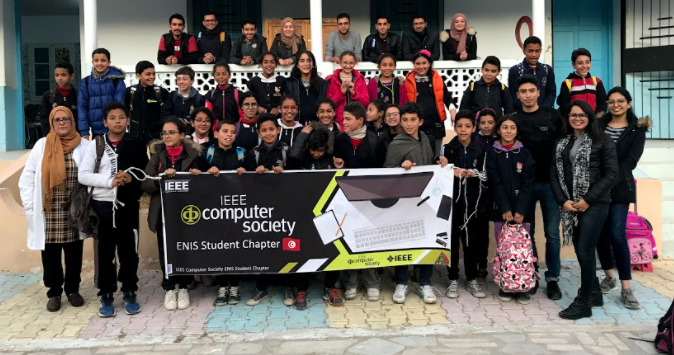 IEEE
IEEE
computer
society
ENIS Student Chapter
IEEE Computer Society ENIS Student Chapter
computer
society
IEEE